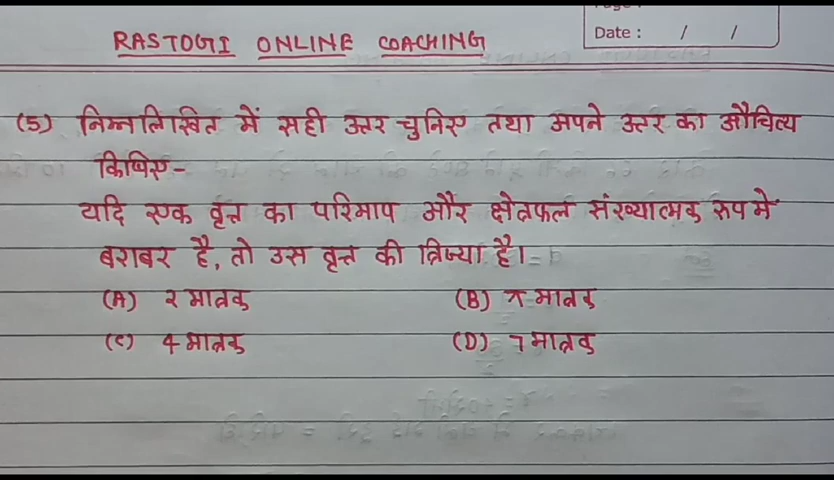 Date : / /
RASTOGI ONLINE COACHING
(5) निम्नलिखित में सही उत्तर चुनिए तथा अपने उत्तर का औचित्य
किजिए-
यदि एक वृत्त का परिमाप और क्षेत्रफल संख्यात्मक रूप में
बराबर है, तो उस वृत्त की त्रिज्या है।
(A) 2 मात्रक (B) π मात्रक
(C) 4 मात्रक (D) 7 मात्रक